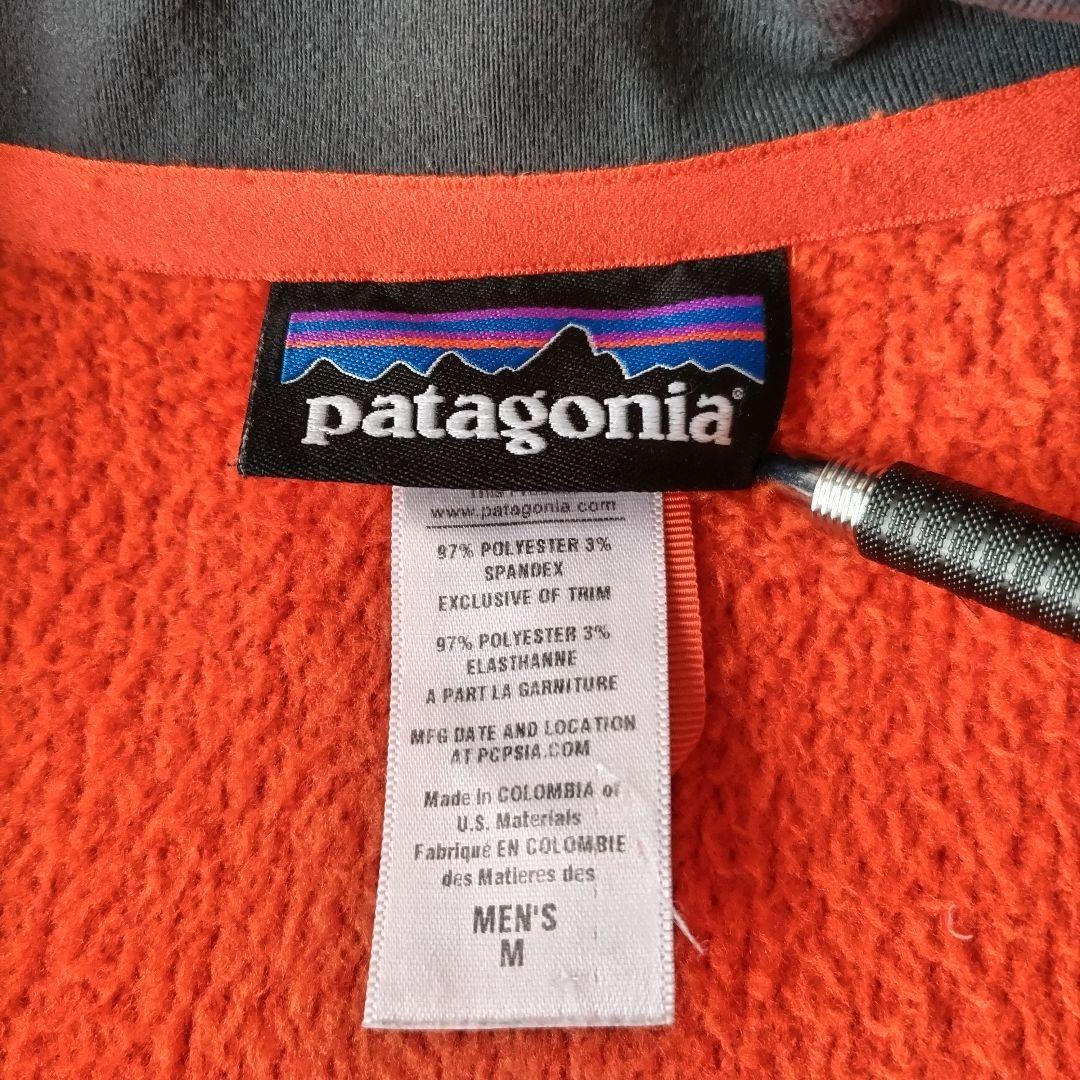 patagonia®
www.patagonia.com
97% POLYESTER 3%
SPANDEX
EXCLUSIVE OF TRIM
97% POLYESTER 3%
ELASTHANNE
A PART LA GARNITURE
MFG DATE AND LOCATION
AT PCPSIA.COM
Made in COLOMBIA of
U.S. Materials
Fabriqué EN COLOMBIE
des Matieres des
MEN'S
M